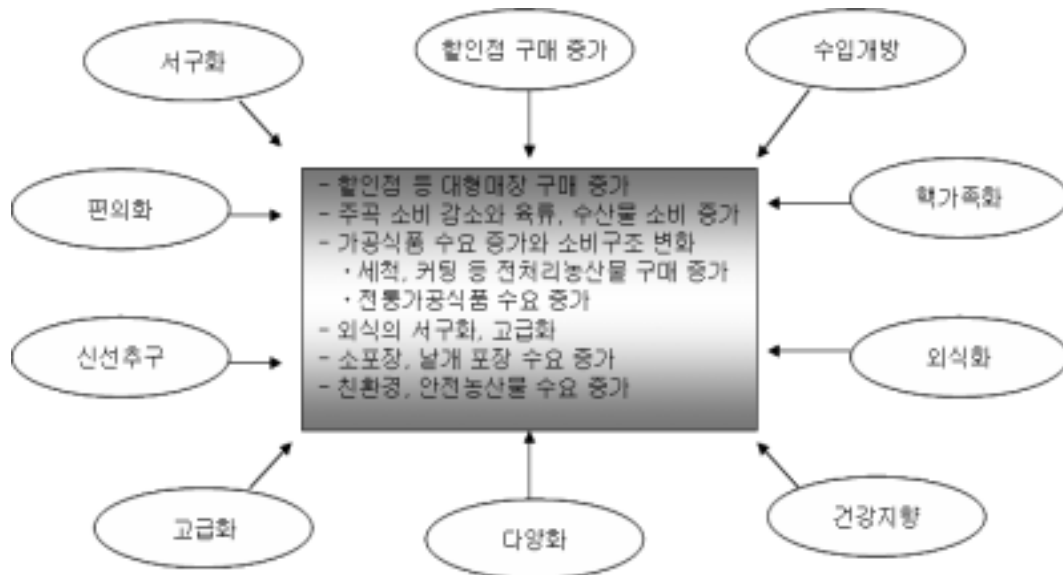 서구화
할인점 구매 증가
수입개방
편의화
핵가족화
- 할인점 등 대형매장 구매 증가
- 주곡 소비 감소와 육류, 수산물 소비 증가
- 가공식품 수요 증가와 소비구조 변화
· 세척, 커팅 등 전처리농산물 구매 증가
· 전통가공식품 수요 증가
- 외식의 서구화, 고급화
- 소포장, 낱개 포장 수요 증가
- 친환경, 안전농산물 수요 증가
신선추구
외식화
고급화
다양화
건강지향